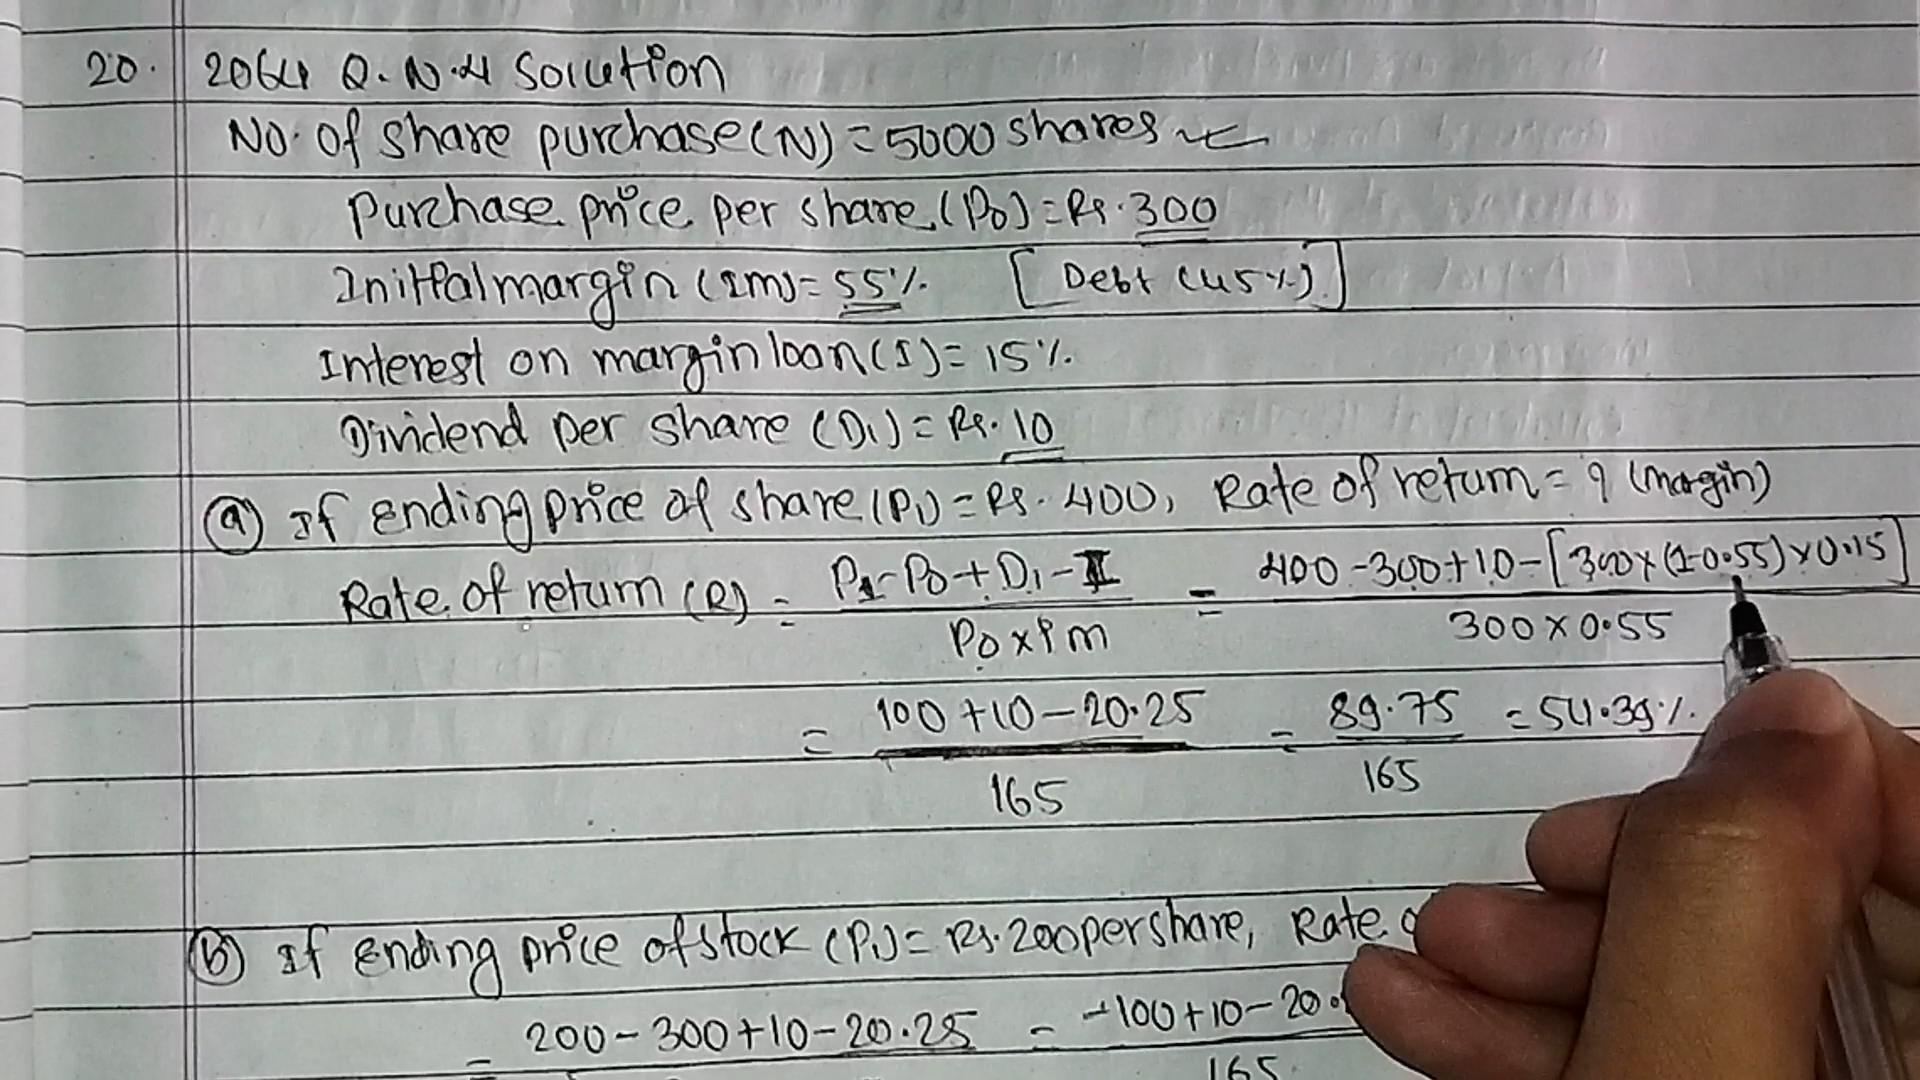 20. 2064 Q.N.4 Solution
No. of share purchase (N) = 5000 shares
Purchase price per share (P0) = Rs. 300
Initial margin (im) = 55% [Debt (45%)]
Interest on margin loan (I) = 15%
Dividend per share (D1) = Rs. 10
(a) If ending price of share (P1) = Rs. 400, Rate of return = ? (margin)
Rate of return (R) = P1 - P0 + D1 - I / P0 x im = 400 - 300 + 10 - [300 x (1-0.55) x 0.15] / 300 x 0.55
= 100 + 10 - 20.25 / 165 = 89.75 / 165 = 54.39%
(b) If ending price of stock (P1) = Rs. 200 per share, Rate
= 200 - 300 + 10 - 20.25 = -100 + 10 - 20.
165